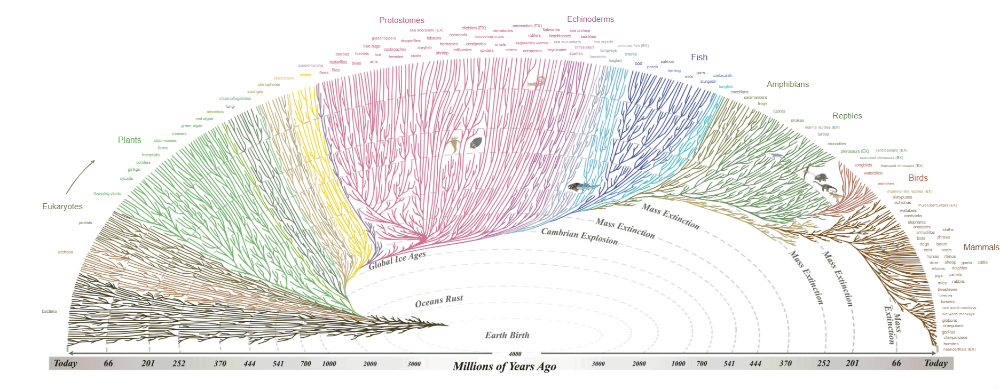 Protostomes
Echinoderms
Fish
Amphibians
Reptiles
Birds
Mammals
Plants
Eukaryotes
bacteria
archaea
protists
flowering plants
cycads
ginkgo
conifers
horsetails
ferns
club mosses
mosses
green algae
red algae
amoebas
fungi
choanoflagellates
sponges
ctenophores
placozoans
corals
acoelomorpha
fleas
flies
butterflies
beetles
bees
hornets
ants
lice
true bugs
grasshoppers
termites
cockroaches
dragonflies
sea scorpions (EX)
crabs
crayfish
lobsters
shrimp
barnacles
ostracods
trilobites (EX)
millipedes
centipedes
horseshoe crabs
spiders
snails
nematodes
clams
segmented worms
ammonites (EX)
rotifers
octopuses
flatworms
brachiopods
bryozoans
sea cucumbers
sea urchins
sea lilies
brittle stars
starfish
sea squirts
lancelets
lampreys
hagfish
armored fish (EX)
sharks
cod
perch
salmon
herring
eels
gars
sturgeon
coelacanth
lungfish
caecilians
salamanders
frogs
lizards
snakes
marine reptiles (EX)
turtles
crocodiles
pterosaurs (EX)
ceratopsians (EX)
sauropod dinosaurs (EX)
theropod dinosaurs (EX)
songbirds
waterbirds
ostriches
mammal-like reptiles (EX)
platypuses
echidnas
multituberculates (EX)
wallabies
aardvarks
elephants
anteaters
armadillos
sloths
bats
shrews
dogs
bears
cats
seals
horses
rhinos
deer
sheep
goats
cattle
whales
dolphins
pigs
camels
mice
rabbits
treeshrews
lemurs
tarsiers
new world monkeys
old world monkeys
gibbons
orangutans
gorillas
chimpanzees
humans
neanderthals (EX)
Mass Extinction
Mass Extinction
Cambrian Explosion
Global Ice Ages
Mass Extinction
Mass Extinction
Mass Extinction
Oceans Rust
Earth Birth
4000
Today 66 201 252 370 444 541 700 1000 2000 3000 Millions of Years Ago 3000 2000 1000 700 541 444 370 252 201 66 Today